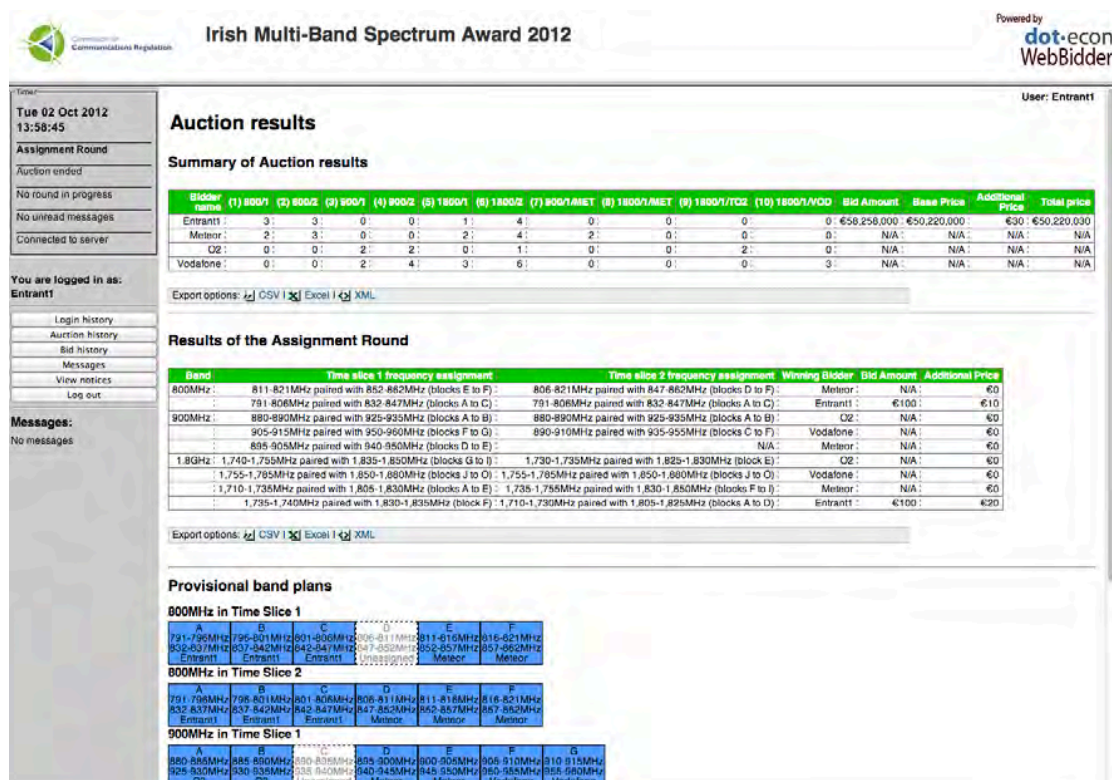 Commission for
Communications Regulation
Irish Multi-Band Spectrum Award 2012
Powered by
dot·econ
WebBidder
Timer
Tue 02 Oct 2012
13:58:45
Assignment Round
Auction ended
No round in progress
No unread messages
Connected to server
You are logged in as:
Entrant1
Login history
Auction history
Bid history
Messages
View notices
Log out
Messages:
No messages
User: Entrant1
Auction results
Summary of Auction results
Bidder name (1) 800/1 (2) 800/2 (3) 900/1 (4) 900/2 (5) 1800/1 (6) 1800/2 (7) 900/1/MET (8) 1800/1/MET (9) 1800/1/TO2 (10) 1800/1/VOD Bid Amount Base Price Additional Price Total price
Entrant1 3 3 0 0 1 4 0 0 0 0 €58,258,000 €50,220,000 €30 €50,220,030
Meteor 2 3 0 0 2 4 2 0 0 0 N/A N/A N/A N/A
O2 0 0 2 2 0 1 0 0 2 0 N/A N/A N/A N/A
Vodafone 0 0 2 4 3 6 0 0 0 3 N/A N/A N/A N/A
Export options: CSV | Excel | XML
Results of the Assignment Round
Band Time slice 1 frequency assignment Time slice 2 frequency assignment Winning Bidder Bid Amount Additional Price
800MHz 811-821MHz paired with 852-862MHz (blocks E to F) 806-821MHz paired with 847-862MHz (blocks D to F) Meteor N/A €0
791-806MHz paired with 832-847MHz (blocks A to C) 791-806MHz paired with 832-847MHz (blocks A to C) Entrant1 €100 €10
900MHz 880-890MHz paired with 925-935MHz (blocks A to B) 880-890MHz paired with 925-935MHz (blocks A to B) O2 N/A €0
905-915MHz paired with 950-960MHz (blocks F to G) 890-910MHz paired with 935-955MHz (blocks C to F) Vodafone N/A €0
895-905MHz paired with 940-950MHz (blocks D to E) N/A Meteor N/A €0
1.8GHz 1,740-1,755MHz paired with 1,835-1,850MHz (blocks G to I) 1,730-1,735MHz paired with 1,825-1,830MHz (block E) O2 N/A €0
1,755-1,785MHz paired with 1,850-1,880MHz (blocks J to O) 1,755-1,785MHz paired with 1,850-1,880MHz (blocks J to O) Vodafone N/A €0
1,710-1,735MHz paired with 1,805-1,830MHz (blocks A to E) 1,735-1,755MHz paired with 1,830-1,850MHz (blocks F to I) Meteor N/A €0
1,735-1,740MHz paired with 1,830-1,835MHz (block F) 1,710-1,730MHz paired with 1,805-1,825MHz (blocks A to D) Entrant1 €100 €20
Export options: CSV | Excel | XML
Provisional band plans
800MHz in Time Slice 1
A B C D E F
791-796MHz 796-801MHz 801-806MHz 806-811MHz 811-816MHz 816-821MHz
832-837MHz 837-842MHz 842-847MHz 847-852MHz 852-857MHz 857-862MHz
Entrant1 Entrant1 Entrant1 Unassigned Meteor Meteor
800MHz in Time Slice 2
A B C D E F
791-796MHz 796-801MHz 801-806MHz 806-811MHz 811-816MHz 816-821MHz
832-837MHz 837-842MHz 842-847MHz 847-852MHz 852-857MHz 857-862MHz
Entrant1 Entrant1 Entrant1 Meteor Meteor Meteor
900MHz in Time Slice 1
A B C D E F G
880-885MHz 885-890MHz 890-895MHz 895-900MHz 900-905MHz 905-910MHz 910-915MHz
925-930MHz 930-935MHz 935-940MHz 940-945MHz 945-950MHz 950-955MHz 955-960MHz